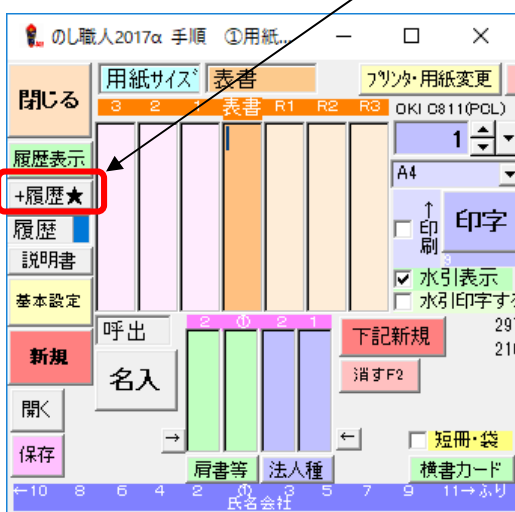 のし職人2017α 手順 ①用紙...
閉じる
用紙サイズ 表書 プリンタ・用紙変更
3 2 1 表書 R1 R2 R3 OKI C811(PCL)
1
履歴表示
A4
+履歴★
↑印刷 印字
履歴
9
説明書
水引表示
基本設定
水引印字する
呼出 2 ① 2 1 下記新規 297
210
新規
名入 消すF2
開く
→ ← 短冊・袋
保存
肩書等 法人種 横書カード
←10 8 6 4 2 ① 3 5 7 9 11→ふり
氏名会社